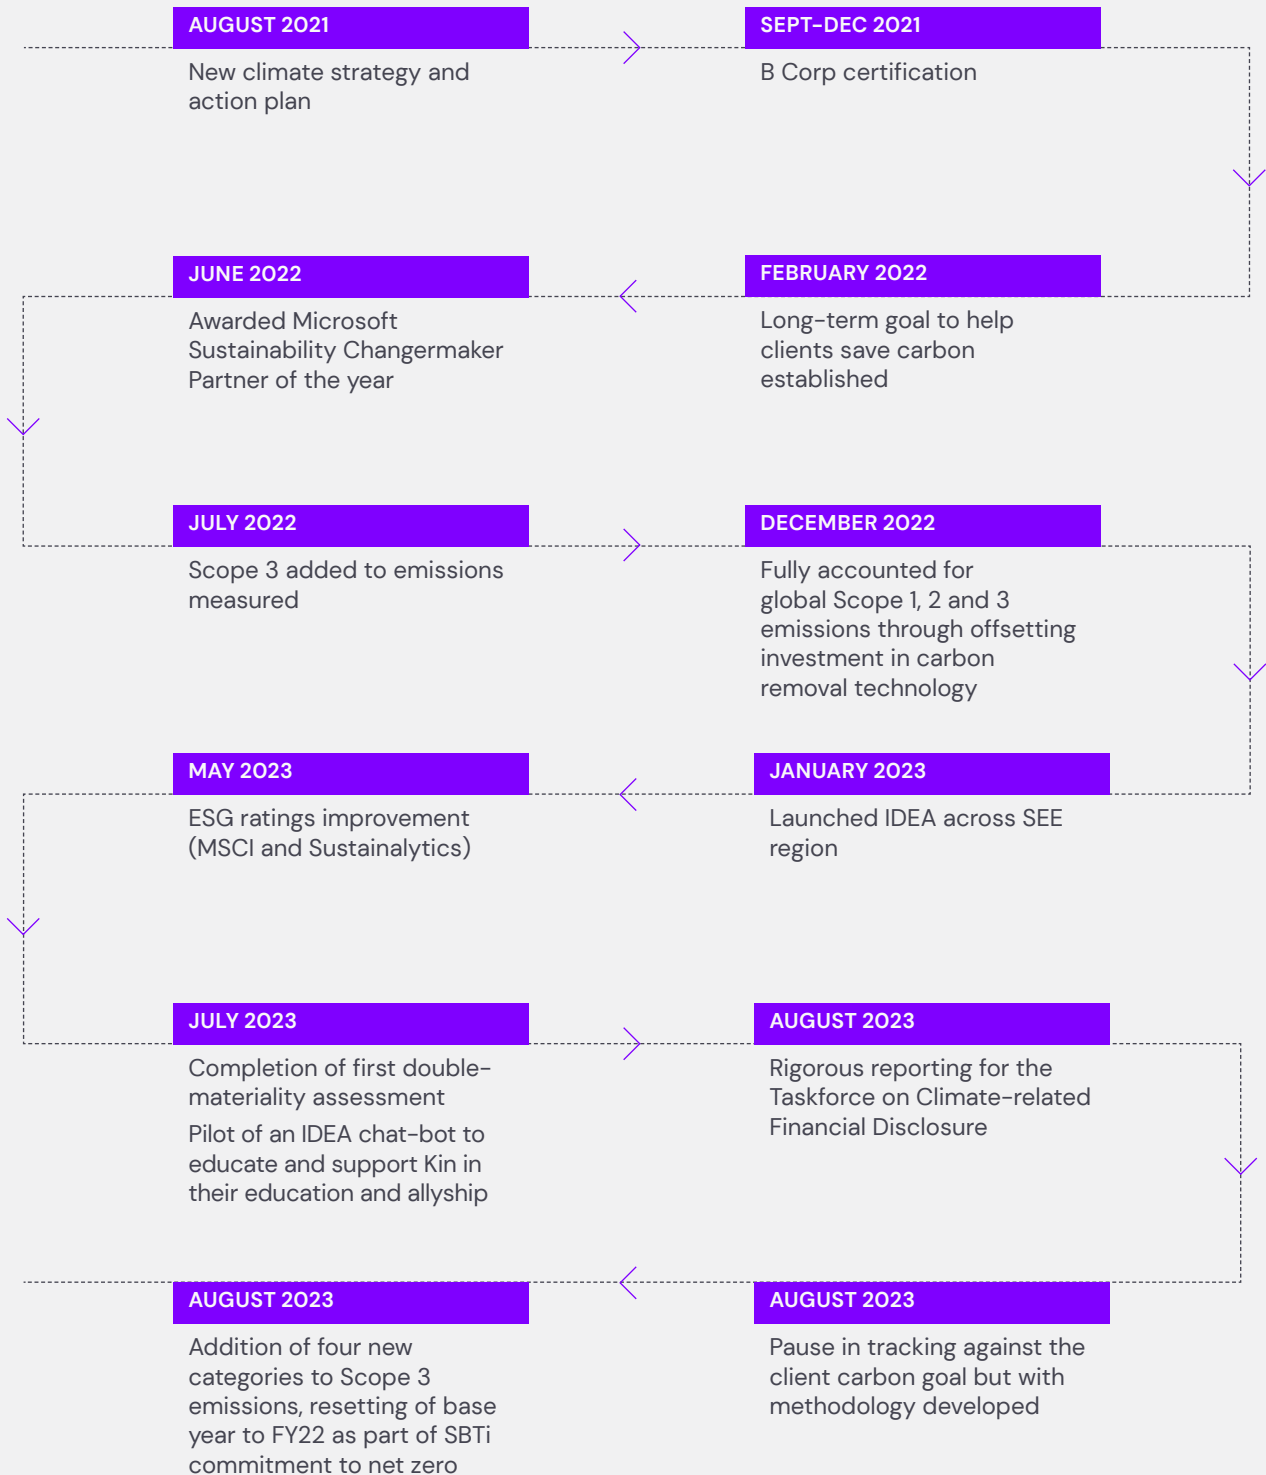 AUGUST 2021
New climate strategy and
action plan
SEPT-DEC 2021
B Corp certification
FEBRUARY 2022
Long-term goal to help
clients save carbon
established
JUNE 2022
Awarded Microsoft
Sustainability Changermaker
Partner of the year
JULY 2022
Scope 3 added to emissions
measured
DECEMBER 2022
Fully accounted for
global Scope 1, 2 and 3
emissions through offsetting
investment in carbon
removal technology
JANUARY 2023
Launched IDEA across SEE
region
MAY 2023
ESG ratings improvement
(MSCI and Sustainalytics)
JULY 2023
Completion of first double-
materiality assessment
Pilot of an IDEA chat-bot to
educate and support Kin in
their education and allyship
AUGUST 2023
Rigorous reporting for the
Taskforce on Climate-related
Financial Disclosure
AUGUST 2023
Pause in tracking against the
client carbon goal but with
methodology developed
AUGUST 2023
Addition of four new
categories to Scope 3
emissions, resetting of base
year to FY22 as part of SBTi
commitment to net zero